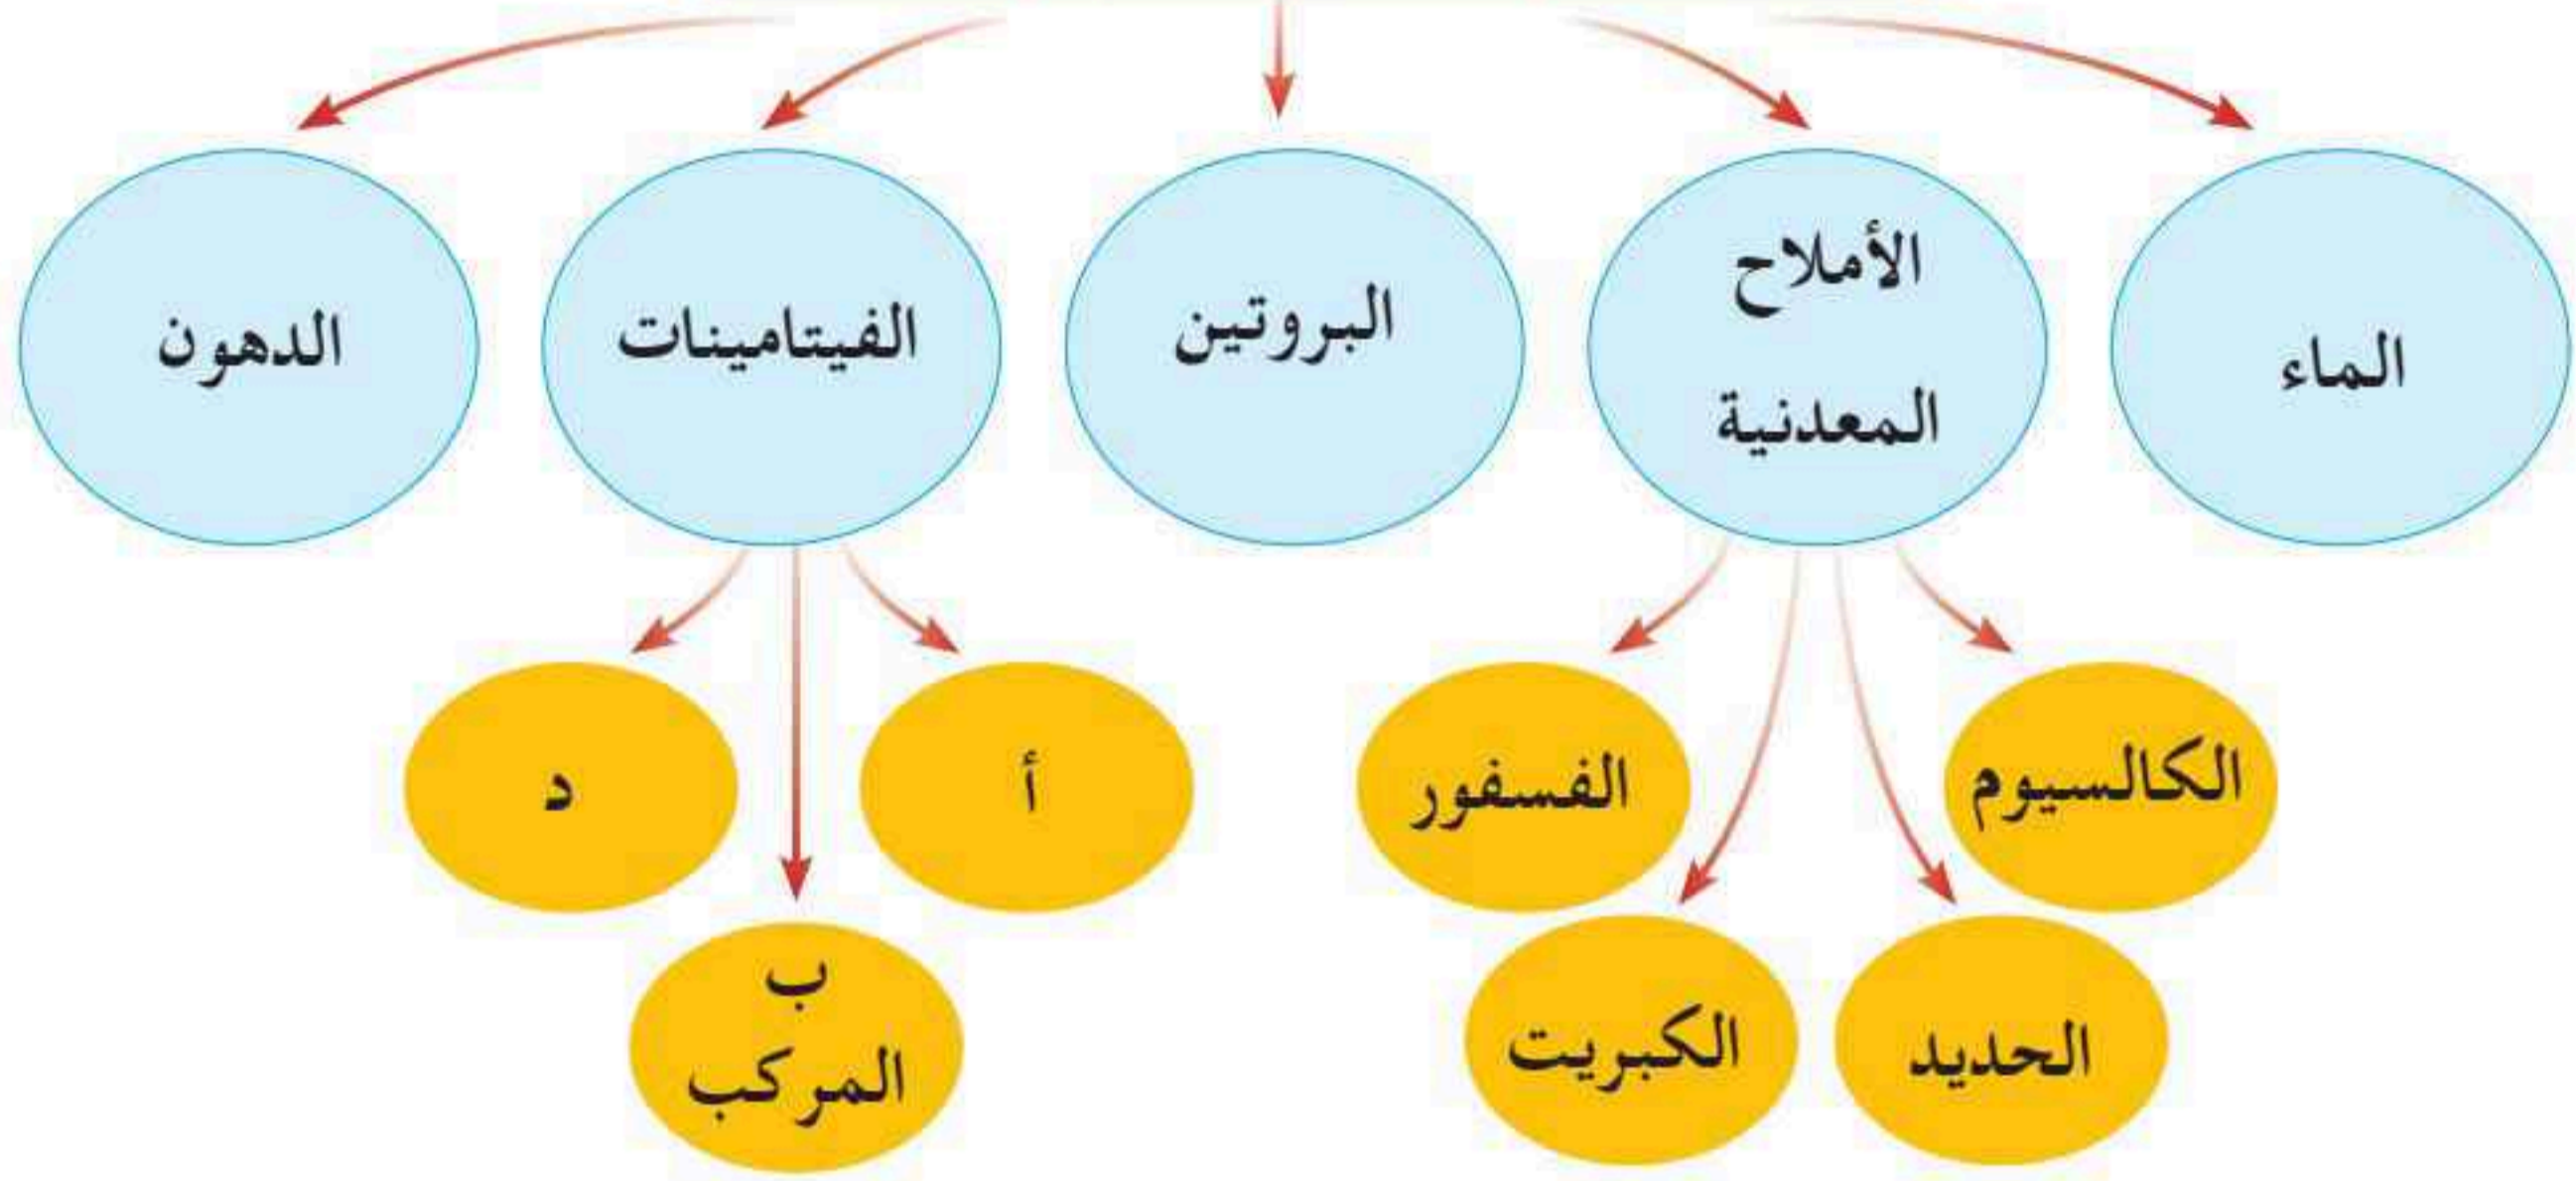 الماء
الأملاح
المعدنية
البروتين
الفيتامينات
الدهون
الكالسيوم
الفسفور
أ
د
الحديد
الكبريت
ب
المركب